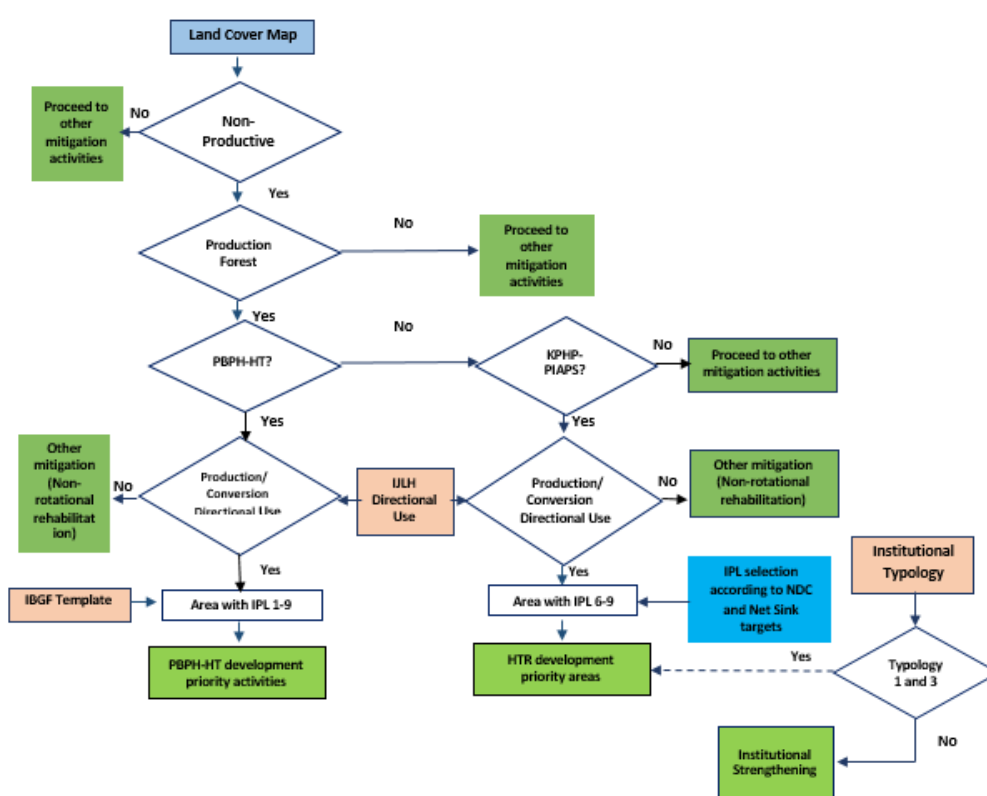 Land Cover Map
Proceed to
other
mitigation
activities
No
Non-
Productive
Yes
Production
Forest
No
Proceed to
other
mitigation
activities
Yes
PBPH-HT?
No
KPHP-
PIAPS?
No
Proceed to other
mitigation activities
Yes
Yes
Other
mitigation
(Non-
rotational
rehabilitat
ion)
No
Production/
Conversion
Directional Use
IJLH
Directional
Use
Production/
Conversion
Directional Use
No
Other mitigation
(Non-rotational
rehabilitation)
Yes
Yes
Institutional
Typology
IBGF Template
Area with IPL 1-9
Area with IPL 6-9
IPL selection
according to NDC
and Net Sink
targets
PBPH-HT development
priority activities
HTR development
priority areas
Yes
Typology
1 and 3
No
Institutional
Strengthening